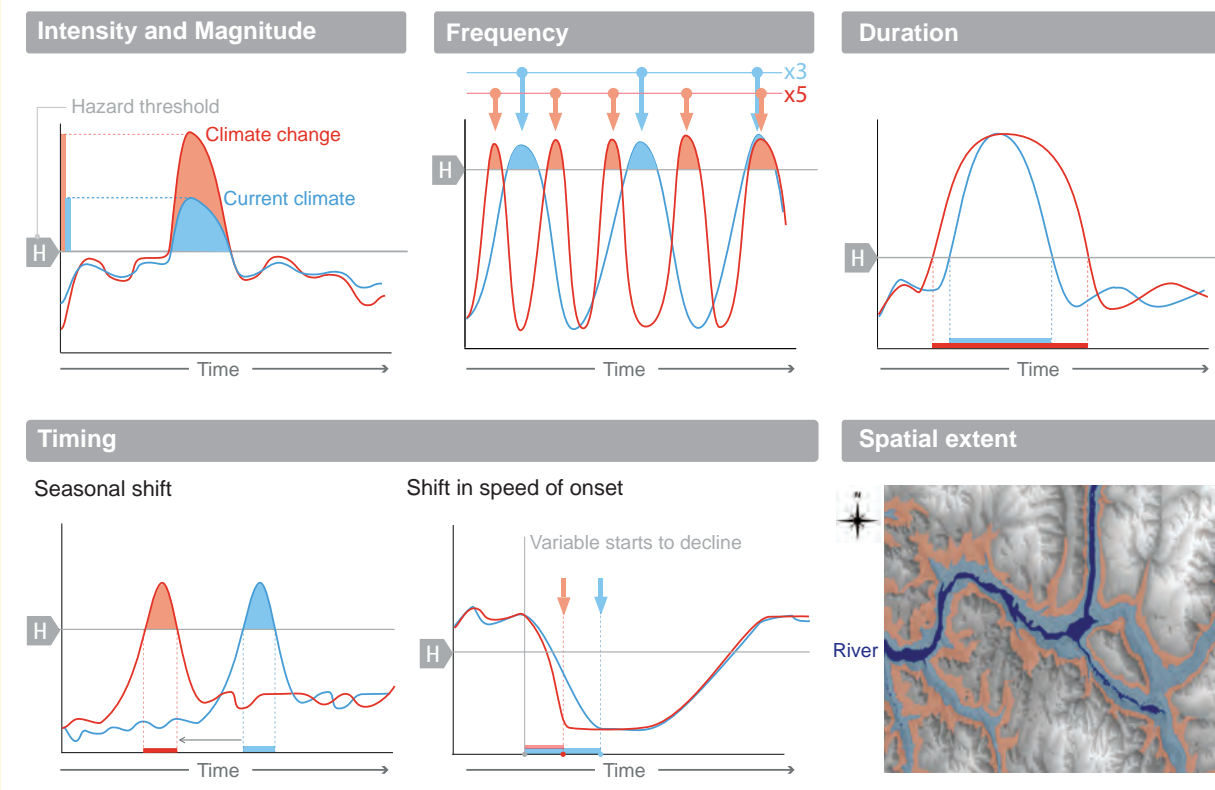 Intensity and Magnitude
Hazard threshold
Climate change
Current climate
H
Time
Frequency
x3
x5
H
Time
Duration
H
Time
Timing
Seasonal shift
H
Time
Shift in speed of onset
Variable starts to decline
H
Time
Spatial extent
N
River